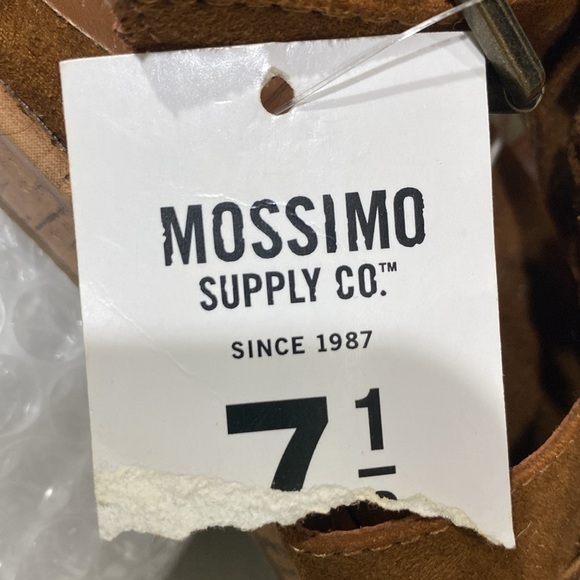 MOSSIMO
SUPPLY CO.™
SINCE 1987
7 1